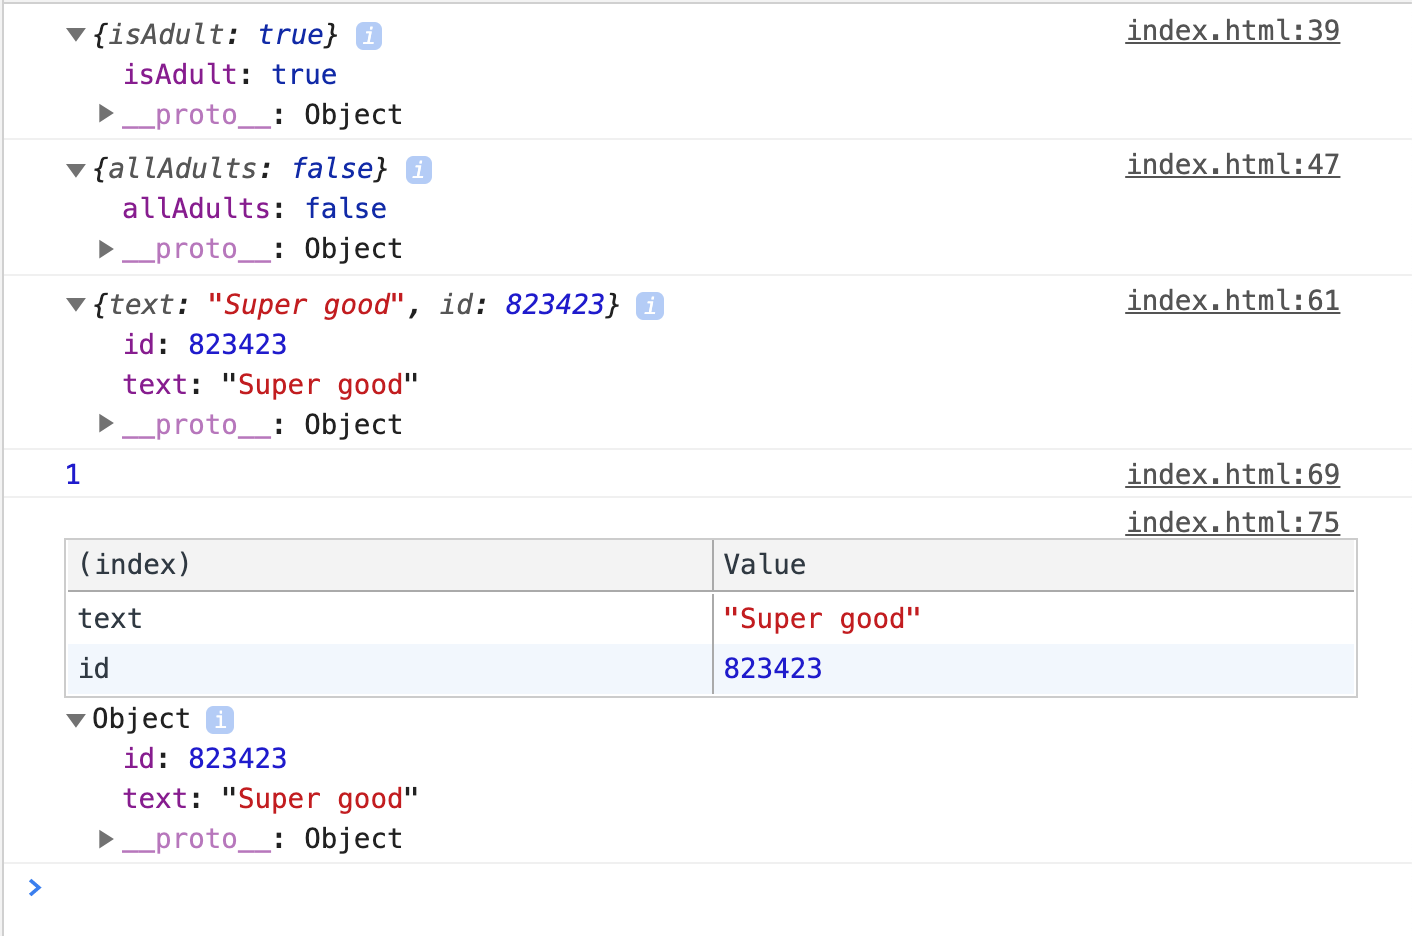 {isAdult: true} i index.html:39
isAdult: true
__proto__: Object
{allAdults: false} i index.html:47
allAdults: false
__proto__: Object
{text: "Super good", id: 823423} i index.html:61
id: 823423
text: "Super good"
__proto__: Object
1 index.html:69
index.html:75
(index) Value
text "Super good"
id 823423
Object i
id: 823423
text: "Super good"
__proto__: Object
>